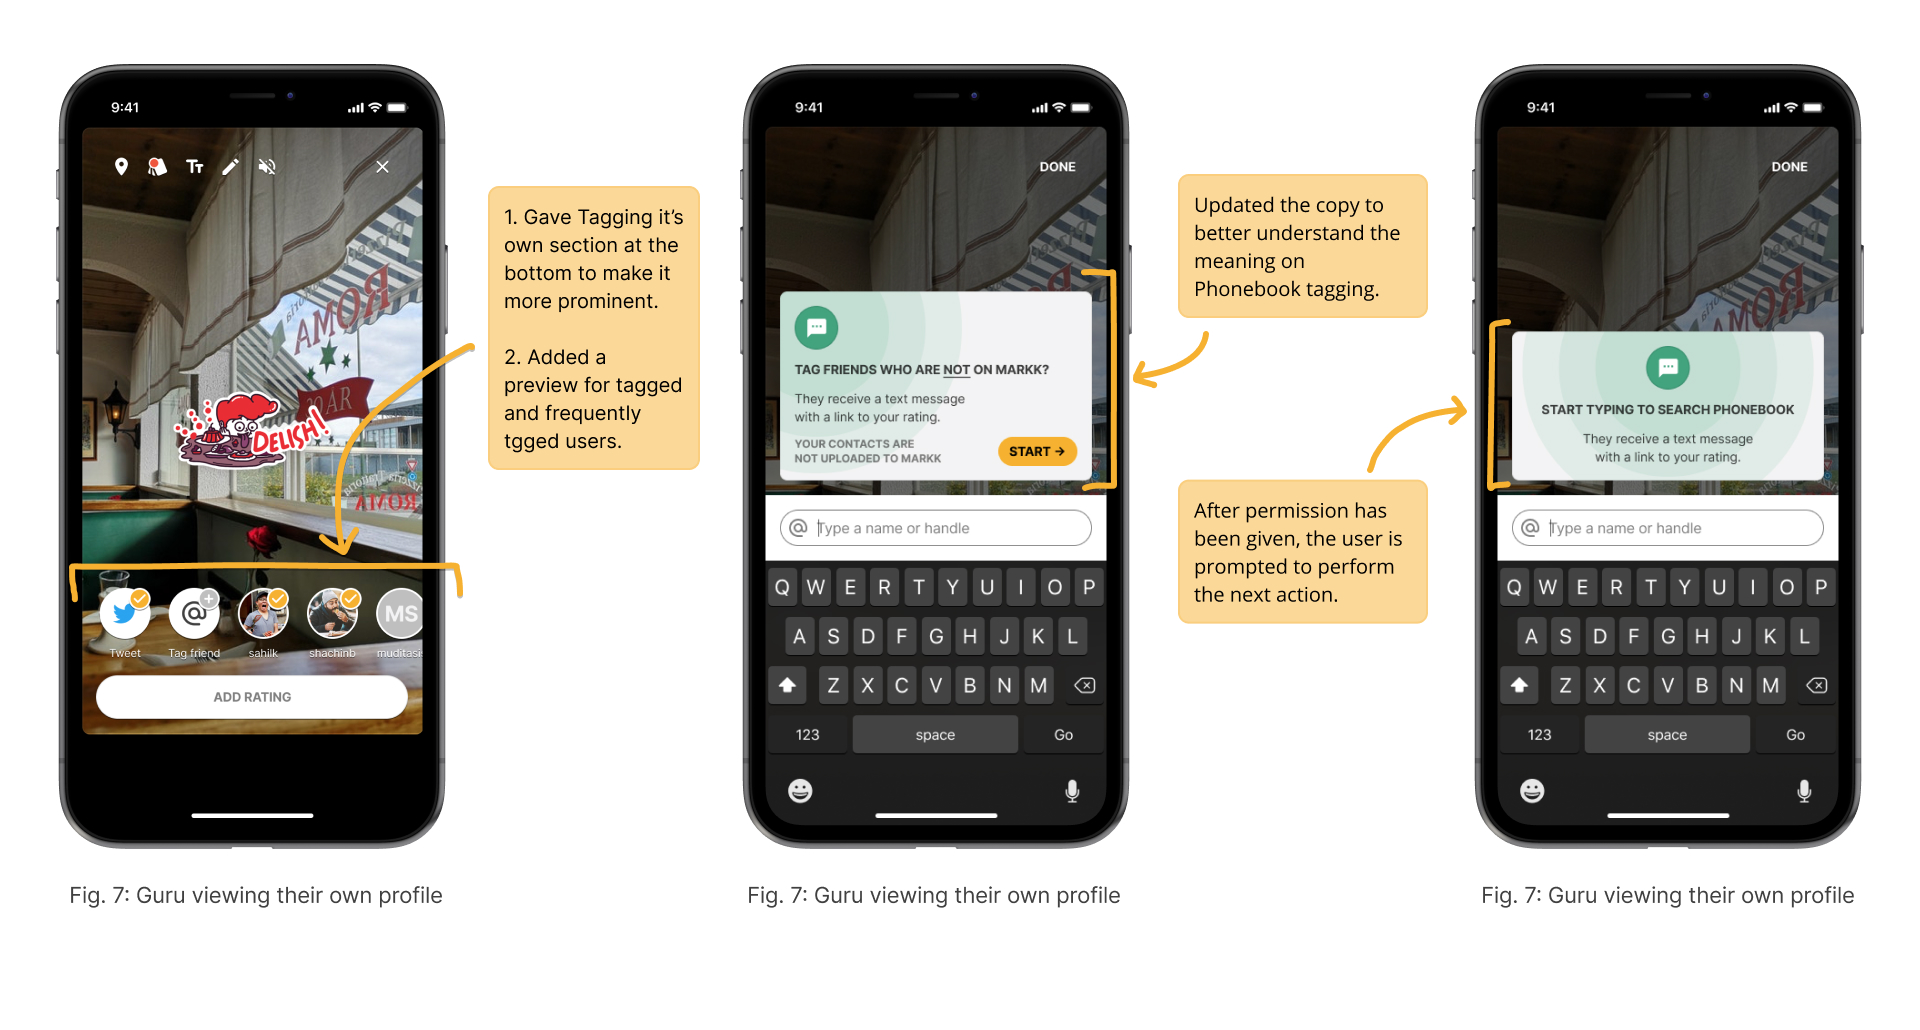 9:41
DELISH!
ROMA
Tweet
Tag friend
sahilk
shachinb
MS
muditasi
ADD RATING
Fig. 7: Guru viewing their own profile
1. Gave Tagging it's
own section at the
bottom to make it
more prominent.
2. Added a
preview for tagged
and frequently
tgged users.
9:41
DONE
TAG FRIENDS WHO ARE NOT ON MARKK?
They receive a text message
with a link to your rating.
YOUR CONTACTS ARE
NOT UPLOADED TO MARKK
START →
@ Type a name or handle
Q W E R T Y U I O P
A S D F G H J K L
Z X C V B N M
123 space Go
Fig. 7: Guru viewing their own profile
Updated the copy to
better understand the
meaning on
Phonebook tagging.
After permission has
been given, the user is
prompted to perform
the next action.
9:41
DONE
START TYPING TO SEARCH PHONEBOOK
They receive a text message
with a link to your rating.
@ Type a name or handle
Q W E R T Y U I O P
A S D F G H J K L
Z X C V B N M
123 space Go
Fig. 7: Guru viewing their own profile